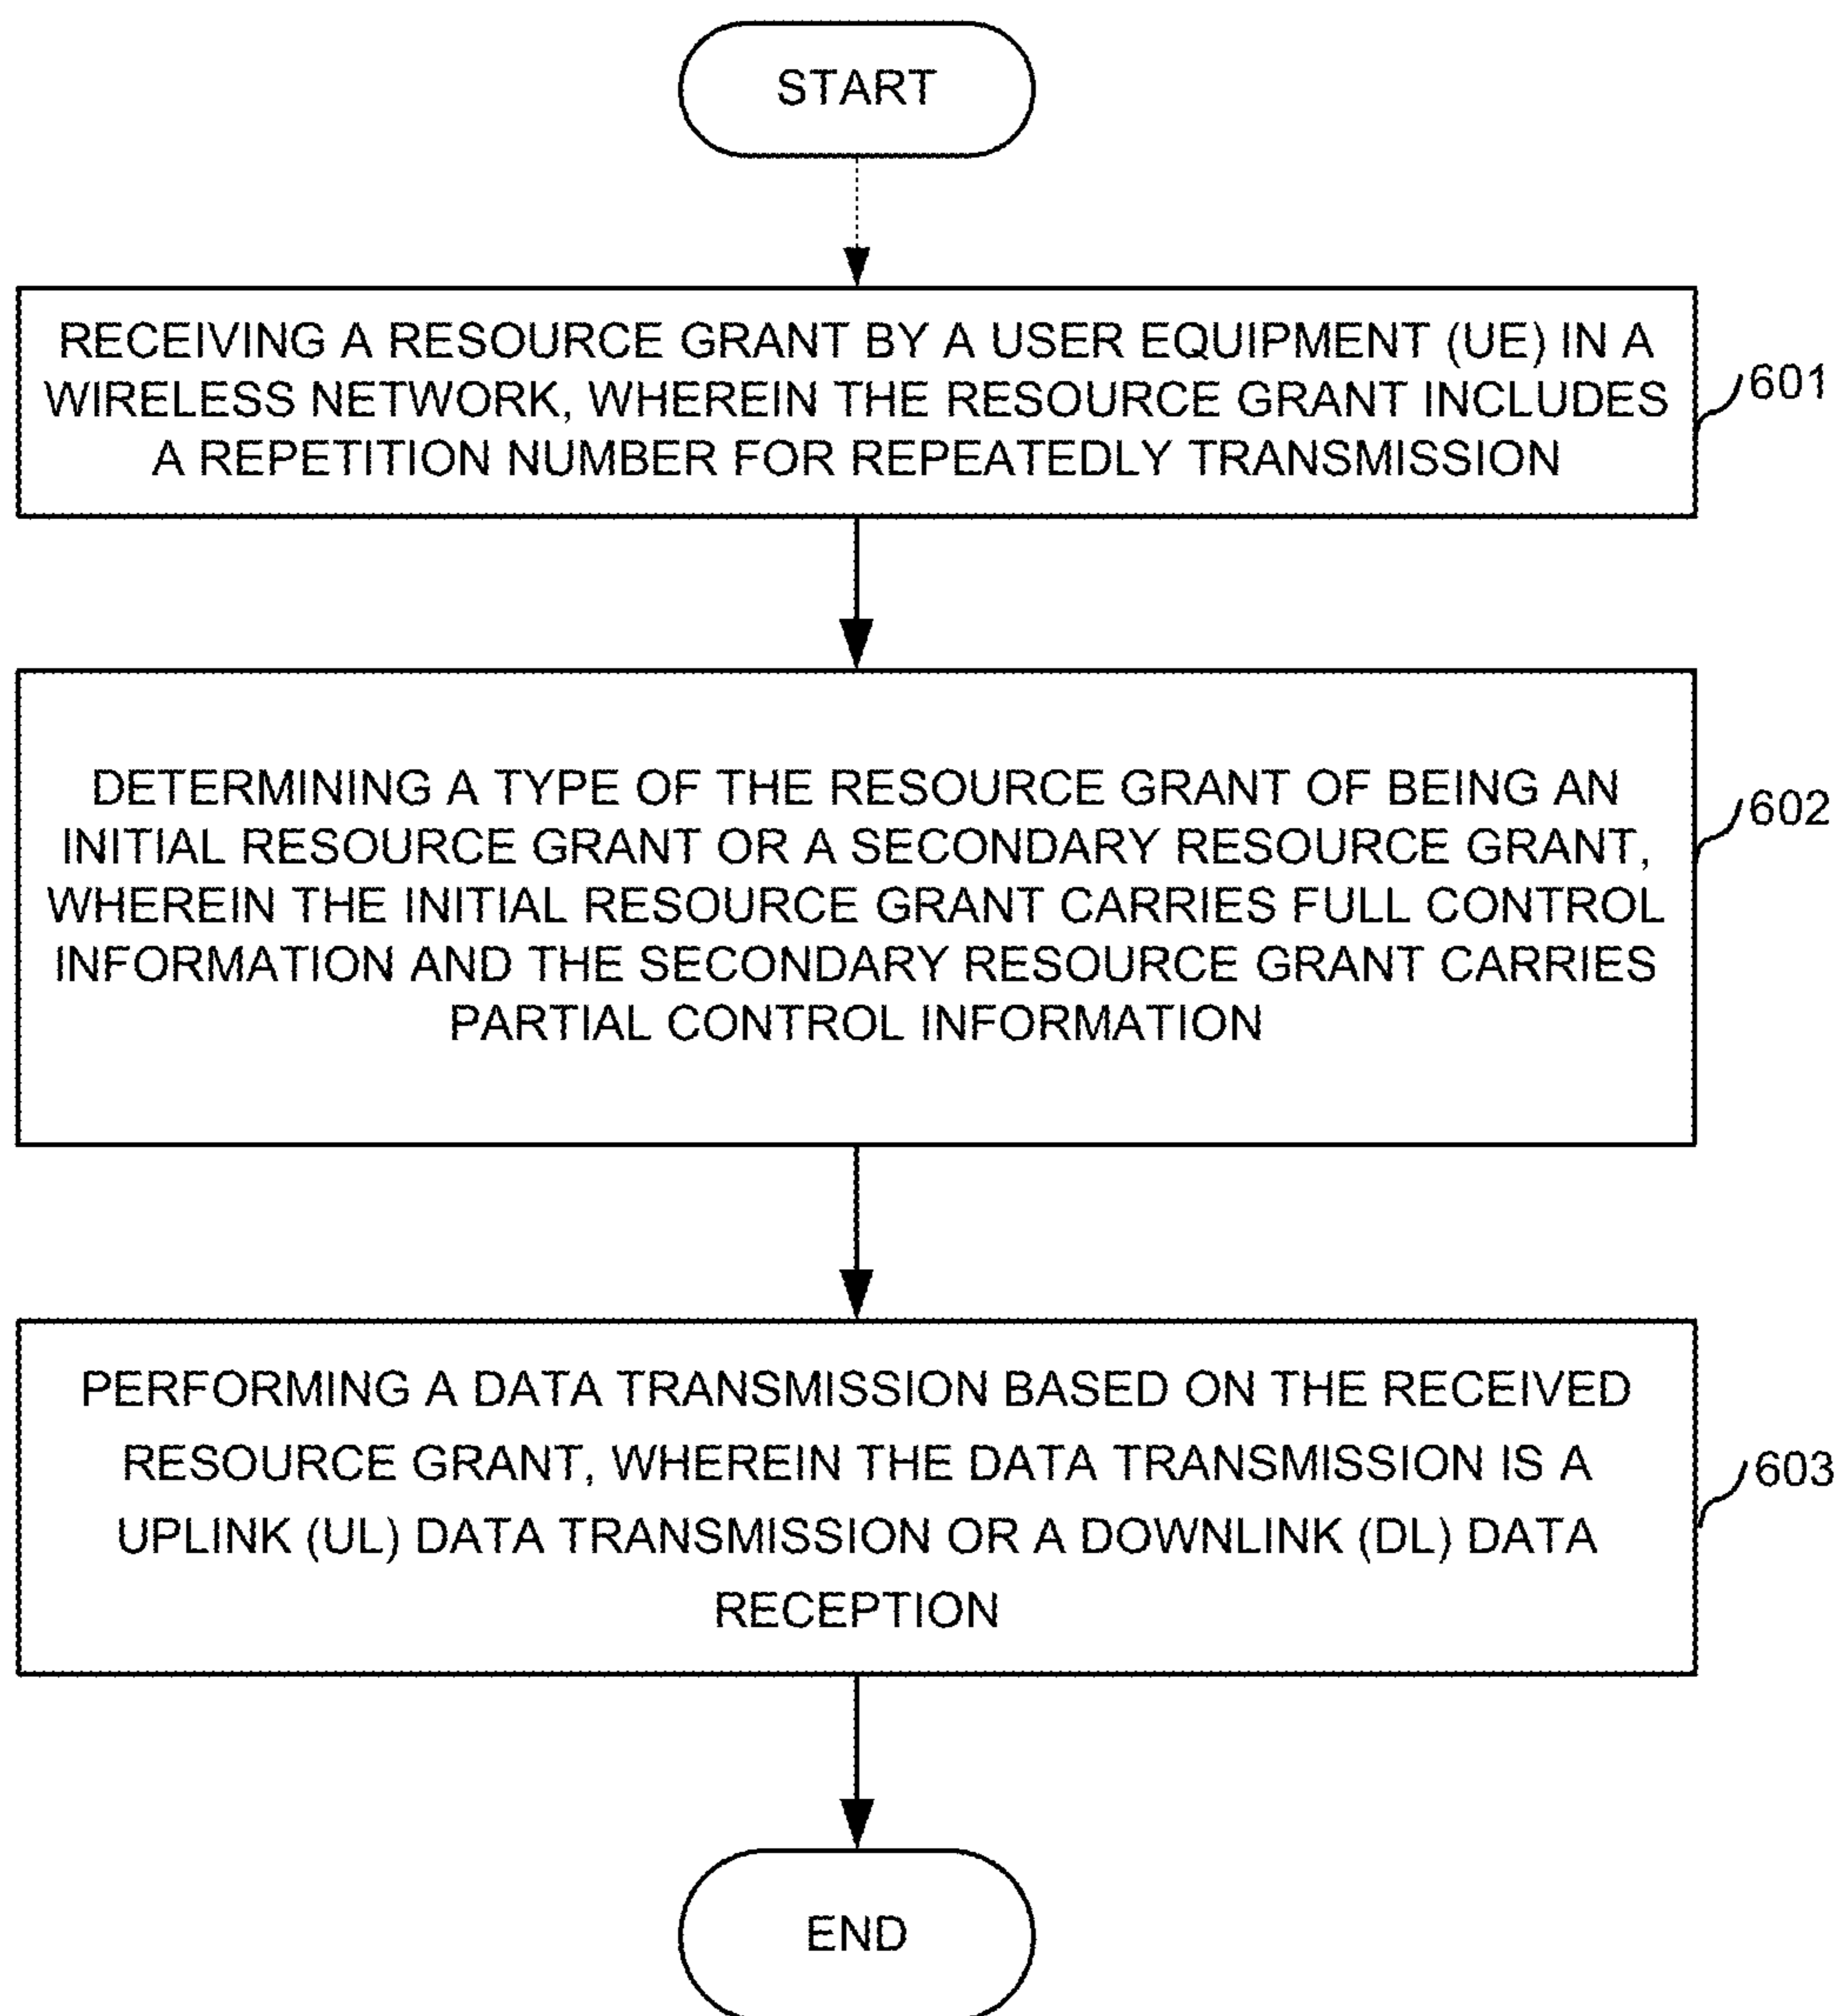 START
RECEIVING A RESOURCE GRANT BY A USER EQUIPMENT (UE) IN A
WIRELESS NETWORK, WHEREIN THE RESOURCE GRANT INCLUDES
A REPETITION NUMBER FOR REPEATEDLY TRANSMISSION
601
DETERMINING A TYPE OF THE RESOURCE GRANT OF BEING AN
INITIAL RESOURCE GRANT OR A SECONDARY RESOURCE GRANT,
WHEREIN THE INITIAL RESOURCE GRANT CARRIES FULL CONTROL
INFORMATION AND THE SECONDARY RESOURCE GRANT CARRIES
PARTIAL CONTROL INFORMATION
602
PERFORMING A DATA TRANSMISSION BASED ON THE RECEIVED
RESOURCE GRANT, WHEREIN THE DATA TRANSMISSION IS A
UPLINK (UL) DATA TRANSMISSION OR A DOWNLINK (DL) DATA
RECEPTION
603
END